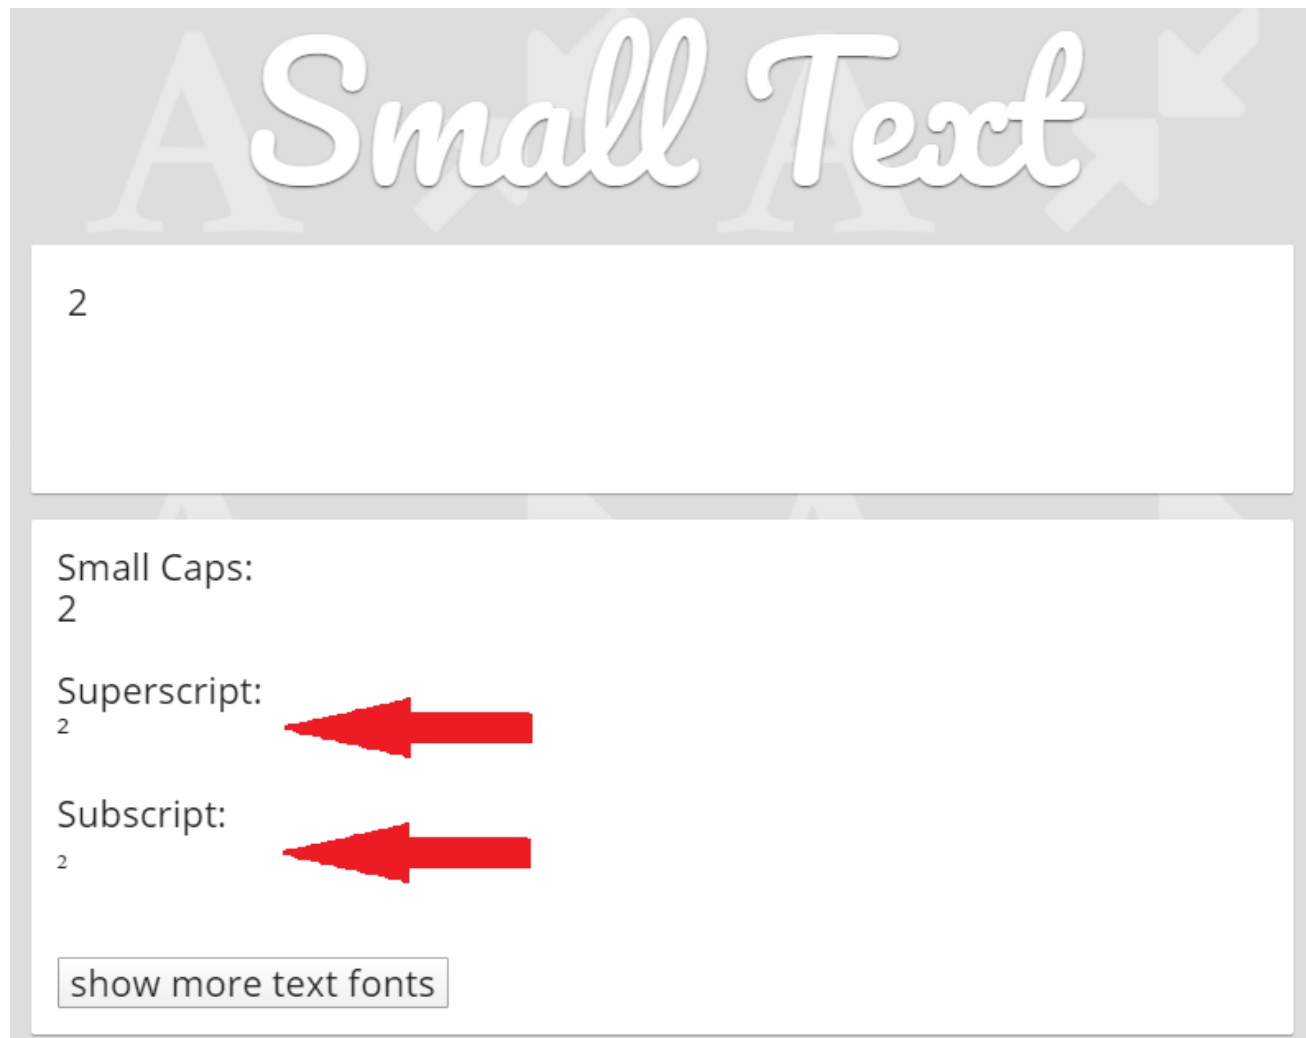 Small Text
2
Small Caps:
2
Superscript:
²
Subscript:
₂
show more text fonts